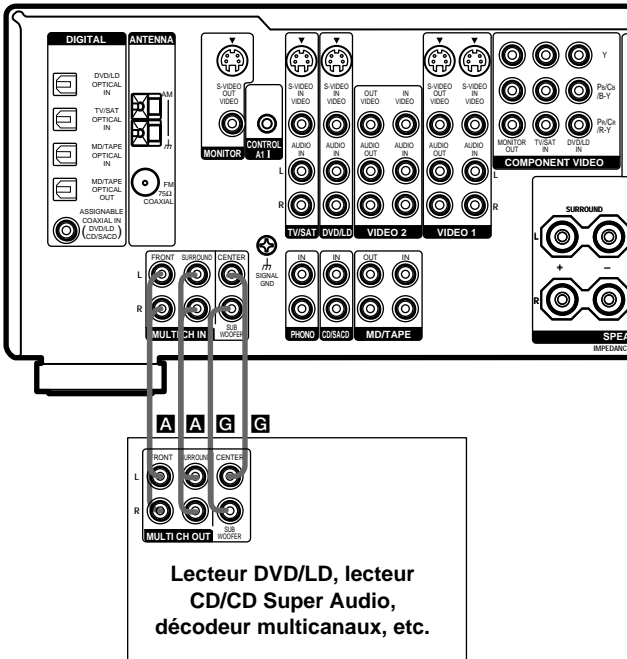 DIGITAL
DVD/LD
OPTICAL
IN
TV/SAT
OPTICAL
IN
MD/TAPE
OPTICAL
IN
MD/TAPE
OPTICAL
OUT
ASSIGNABLE
COAXIAL IN
( DVD/LD
CD/SACD )
ANTENNA
AM
FM
75Ω
COAXIAL
S-VIDEO
OUT
VIDEO
MONITOR
CONTROL
A1 II
S-VIDEO
IN
VIDEO
AUDIO
IN
L
R
TV/SAT
S-VIDEO
IN
VIDEO
AUDIO
IN
DVD/LD
OUT
VIDEO
IN
VIDEO
AUDIO
OUT
AUDIO
IN
VIDEO 2
S-VIDEO
OUT
VIDEO
S-VIDEO
IN
VIDEO
AUDIO
OUT
AUDIO
IN
L
R
VIDEO 1
Y
PB/CB
/B-Y
PR/CR
/R-Y
MONITOR
OUT
TV/SAT
IN
DVD/LD
IN
COMPONENT VIDEO
SURROUND
L
+ −
R
SPEA
IMPEDANC
FRONT SURROUND CENTER
L
R
MULTI CH IN
SUB
WOOFER
SIGNAL
GND
IN
PHONO
IN
CD/SACD
OUT IN
MD/TAPE
A A G G
FRONT SURROUND CENTER
L
R
MULTI CH OUT
SUB
WOOFER
Lecteur DVD/LD, lecteur
CD/CD Super Audio,
décodeur multicanaux, etc.